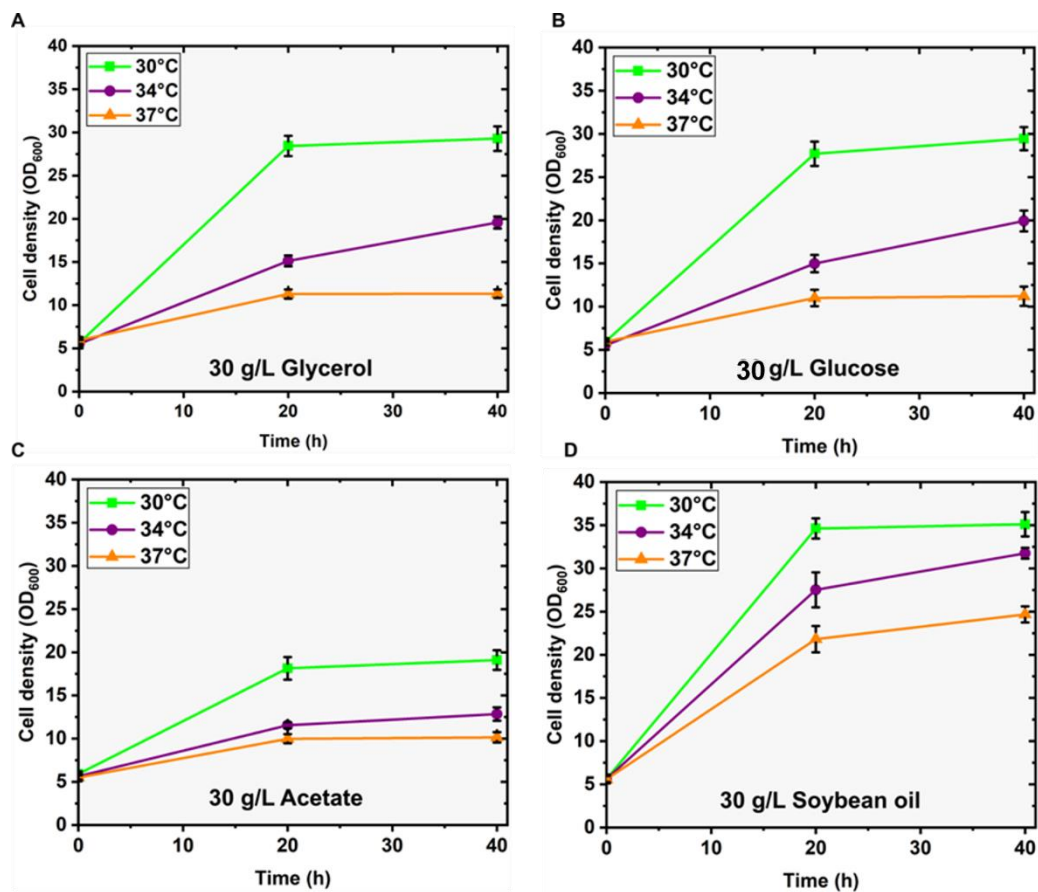 A
40
35
30
25
20
15
10
5
0
Cell density (OD600)
30°C
34°C
37°C
30 g/L Glycerol
0 10 20 30 40
Time (h)
B
40
35
30
25
20
15
10
5
0
Cell density (OD600)
30°C
34°C
37°C
30 g/L Glucose
0 10 20 30 40
Time (h)
C
40
35
30
25
20
15
10
5
0
Cell density (OD600)
30°C
34°C
37°C
30 g/L Acetate
0 10 20 30 40
Time (h)
D
40
35
30
25
20
15
10
5
0
Cell density (OD600)
30°C
34°C
37°C
30 g/L Soybean oil
0 10 20 30 40
Time (h)